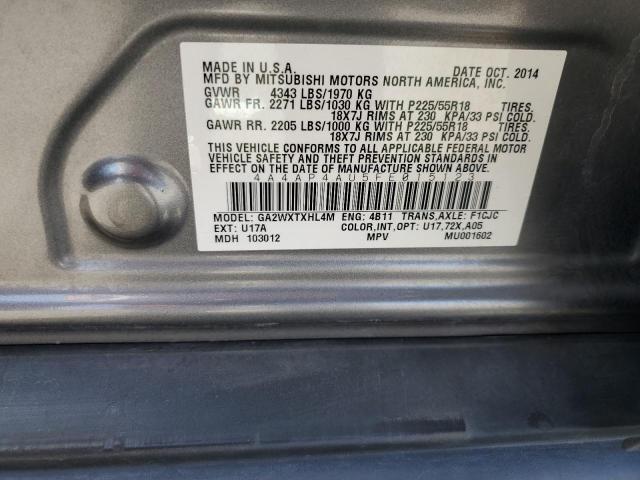 MADE IN U.S.A. DATE OCT. 2014
MFD BY MITSUBISHI MOTORS NORTH AMERICA, INC.
GVWR 4343 LBS/1970 KG
GAWR FR. 2271 LBS/1030 KG WITH P225/55R18 TIRES.
18X7J RIMS AT 230 KPA/33 PSI COLD.
GAWR RR. 2205 LBS/1000 KG WITH P225/55R18 TIRES.
18X7J RIMS AT 230 KPA/33 PSI COLD.
THIS VEHICLE CONFORMS TO ALL APPLICABLE FEDERAL MOTOR
VEHICLE SAFETY AND THEFT PREVENTION STANDARDS IN
EFFECT ON THE DATE OF MANUFACTURE SHOWN ABOVE.
4A4AP4AU5FE015123
MODEL: GA2WXTXHL4M ENG: 4B11 TRANS,AXLE: F1CJC
EXT: U17A COLOR,INT,OPT: U17,72X,A05
MDH 103012 MPV MU001602